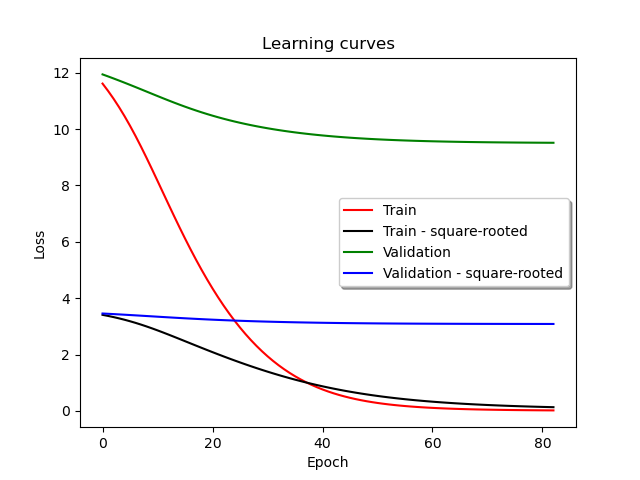 Learning curves
Loss
12
10
8
6
4
2
0
Train
Train - square-rooted
Validation
Validation - square-rooted
0 20 40 60 80
Epoch